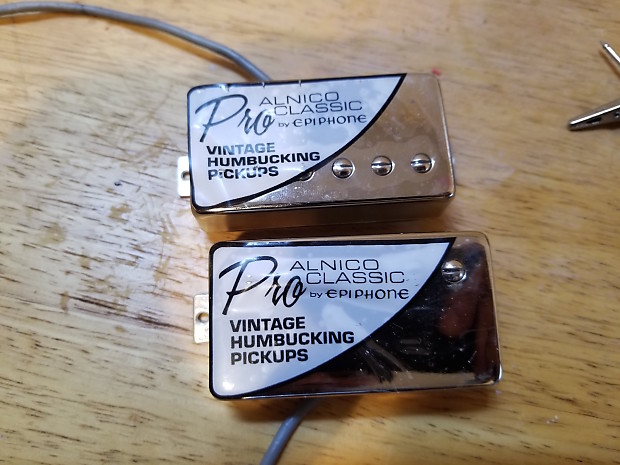 Pro ALNICO
CLASSIC
by EPIPHONE
VINTAGE
HUMBUCKING
PICKUPS
Pro ALNICO
CLASSIC
by EPIPHONE
VINTAGE
HUMBUCKING
PICKUPS